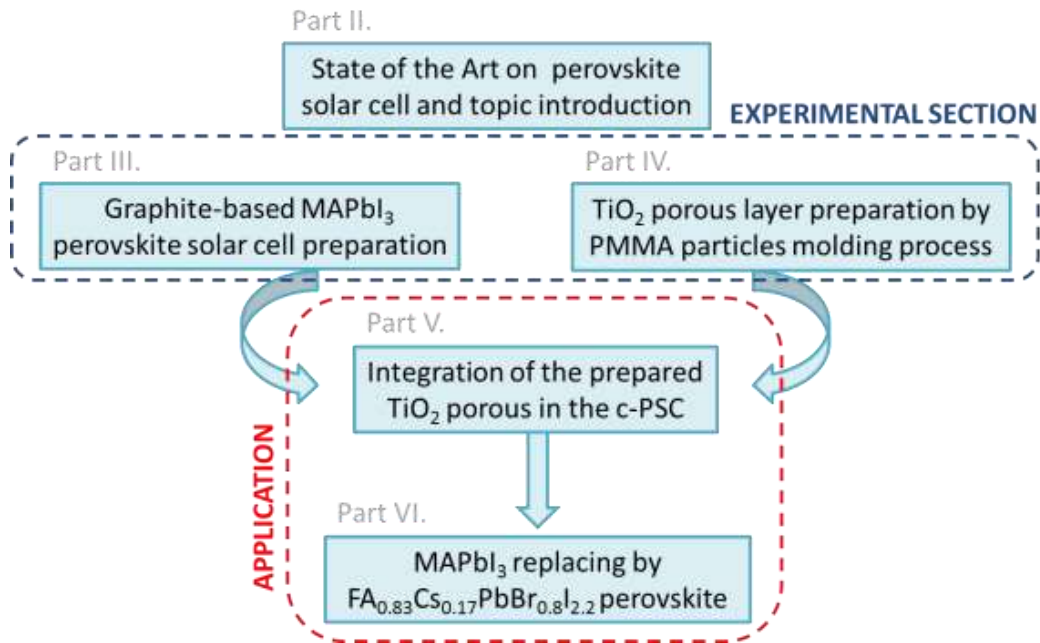 Part II.
State of the Art on perovskite
solar cell and topic introduction
EXPERIMENTAL SECTION
Part III.
Graphite-based MAPbI₃
perovskite solar cell preparation
Part IV.
TiO₂ porous layer preparation by
PMMA particles molding process
Part V.
Integration of the prepared
TiO₂ porous in the c-PSC
APPLICATION
Part VI.
MAPbI₃ replacing by
FA₀.₈₃Cs₀.₁₇PbBr₀.₈I₂.₂ perovskite